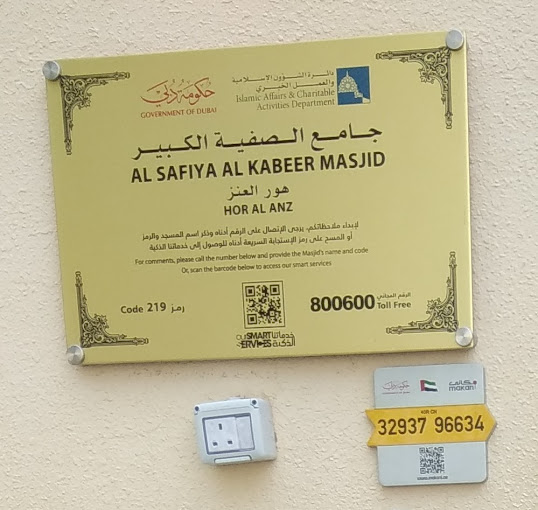 حكومة دبي
GOVERNMENT OF DUBAI
دائرة الشؤون الإسلامية
والعمل الخيري
Islamic Affairs & Charitable
Activities Department
جامع الصفية الكبير
AL SAFIYA AL KABEER MASJID
هور العنز
HOR AL ANZ
لإبداء ملاحظاتكم، يرجى الإتصال على الرقم أدناه وذكر اسم المسجد والرمز
أو المسح على رمز الإستجابة السريعة أدناه للوصول إلى خدماتنا الذكية
For comments, please call the number below and provide the Masjid's name and code
Or, scan the barcode below to access our smart services
Code 219 رمز
800600 الرقم المجاني
Toll Free
OUR SMART خدماتنا
SERVICES الذكية
مكاني
makani
32937 96634